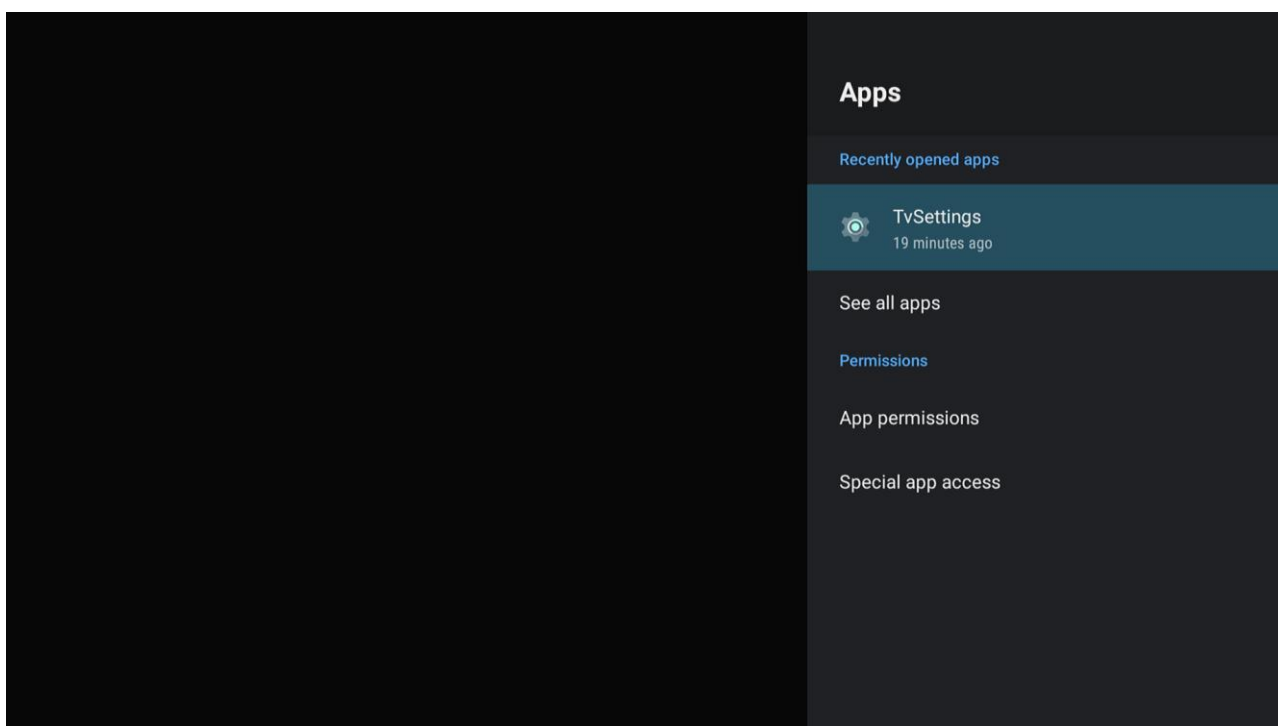 Apps
Recently opened apps
TvSettings
19 minutes ago
See all apps
Permissions
App permissions
Special app access